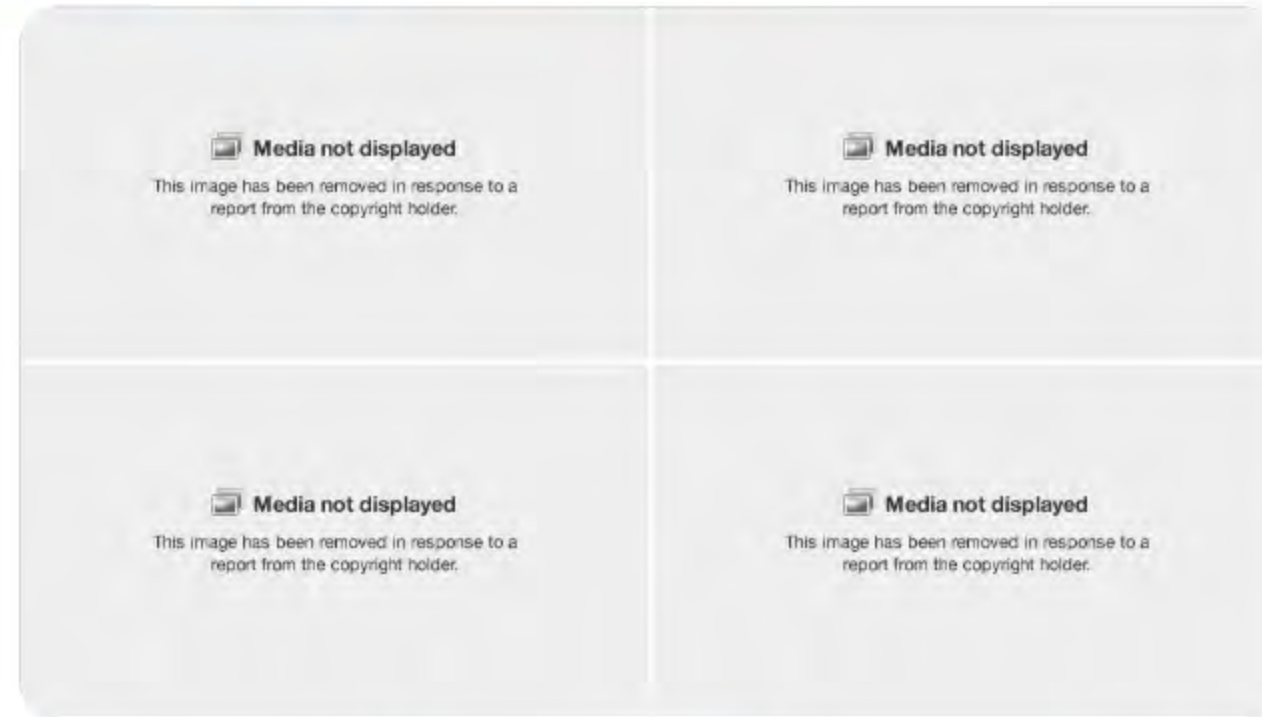 Media not displayed
This image has been removed in response to a
report from the copyright holder.
Media not displayed
This image has been removed in response to a
report from the copyright holder.
Media not displayed
This image has been removed in response to a
report from the copyright holder.
Media not displayed
This image has been removed in response to a
report from the copyright holder.